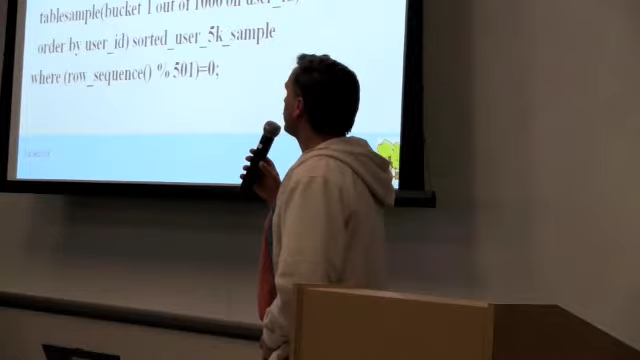 tablesample(bucket 1 out of 1000 on user_id)
order by user_id) sorted_user_5k_sample
where (row_sequence() % 501)=0;